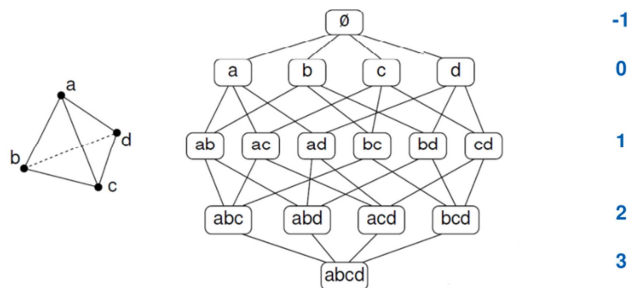 ø -1
a b c d 0
a
d
b
c
ab ac ad bc bd cd 1
abc abd acd bcd 2
abcd 3